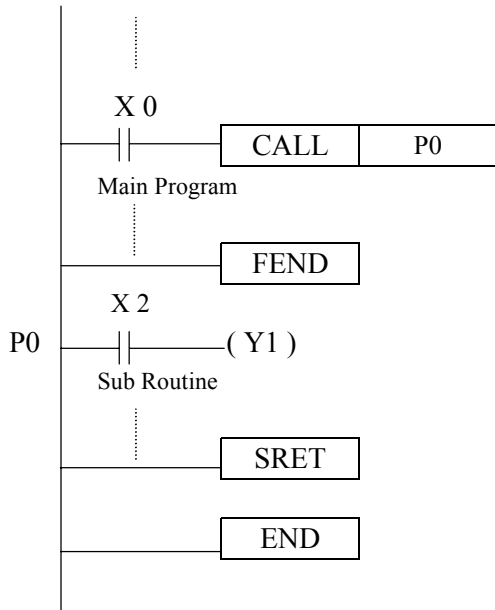 X 0
CALL P0
Main Program
FEND
X 2
P0 ( Y1 )
Sub Routine
SRET
END